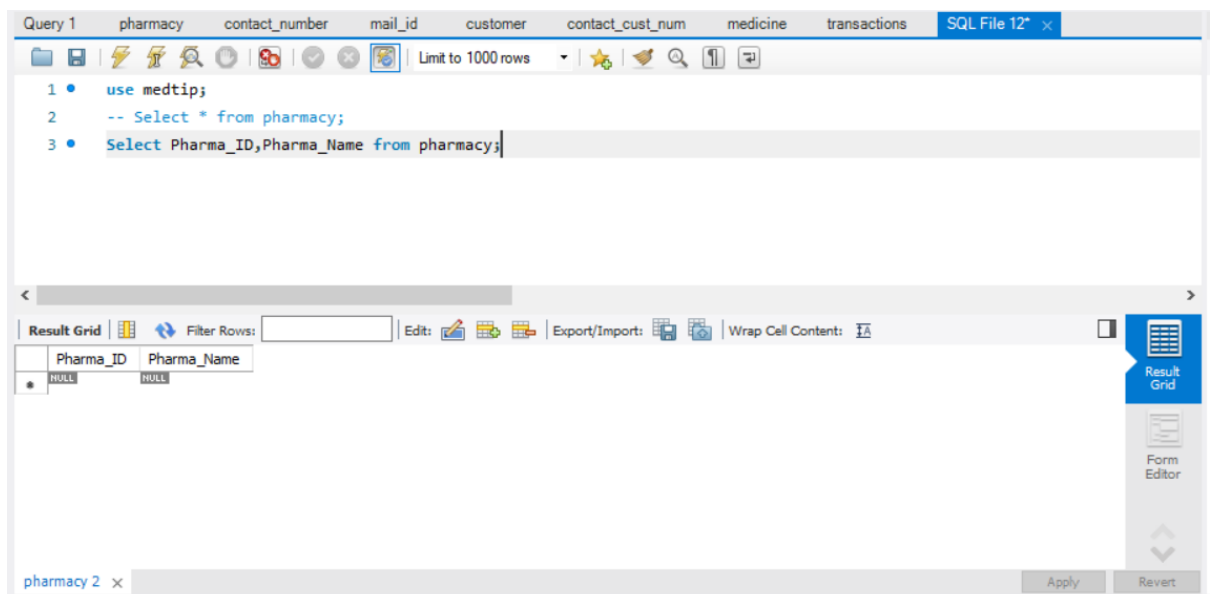 Query 1 pharmacy contact_number mail_id customer contact_cust_num medicine transactions SQL File 12* ×
Limit to 1000 rows
1 use medtip;
2 -- Select * from pharmacy;
3 Select Pharma_ID,Pharma_Name from pharmacy;
Result Grid Filter Rows: Edit: Export/Import: Wrap Cell Content: IA
Pharma_ID Pharma_Name
NULL NULL
Result
Grid
Form
Editor
pharmacy 2 × Apply Revert